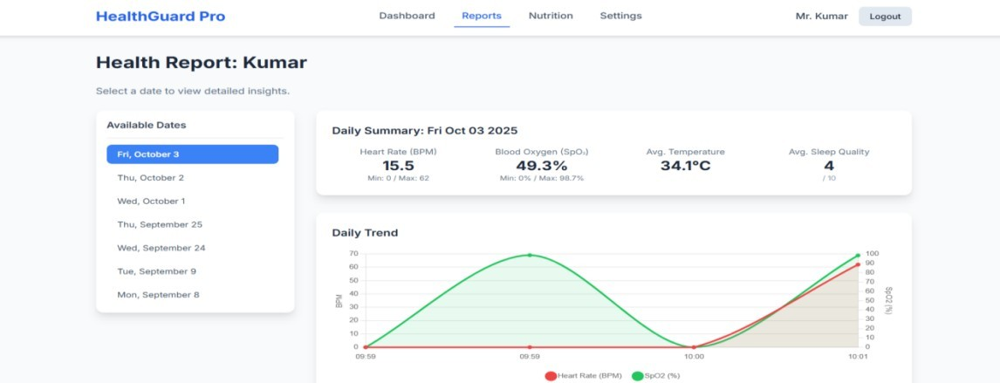 HealthGuard Pro Dashboard Reports Nutrition Settings Mr. Kumar Logout
Health Report: Kumar
Select a date to view detailed insights.
Available Dates
Fri, October 3
Thu, October 2
Wed, October 1
Thu, September 25
Wed, September 24
Tue, September 9
Mon, September 8
Daily Summary: Fri Oct 03 2025
Heart Rate (BPM) Blood Oxygen (SpO₂) Avg. Temperature Avg. Sleep Quality
15.5 49.3% 34.1°C 4
Min: 0 / Max: 62 Min: 0% / Max: 98.7% / 10
Daily Trend
70 100
60 90
80
50 70
40 60
50
30 40
20 30
20
10 10
0 0
BPM
SpO2 (%)
09:59 09:59 10:00 10:01
Heart Rate (BPM) SpO2 (%)